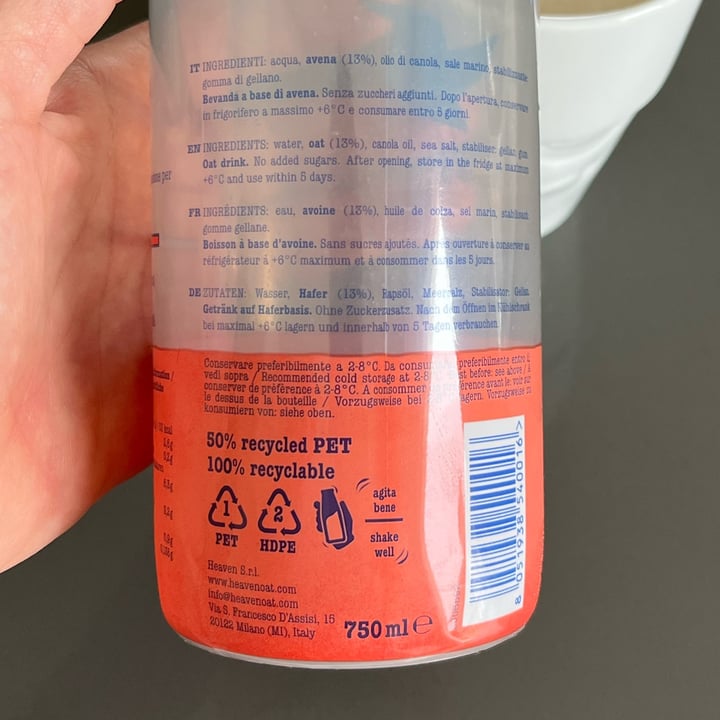 IT INGREDIENTI: acqua, avena (13%), olio di canola, sale marino, stabilizzante:
gomma di gellano.
Bevanda a base di avena. Senza zuccheri aggiunti. Dopo l'apertura, conservare
in frigorifero a massimo +6°C e consumare entro 5 giorni.
EN INGREDIENTS: water, oat (13%), canola oil, sea salt, stabiliser: gellan gum.
Oat drink. No added sugars. After opening, store in the fridge at maximum
+6°C and use within 5 days.
FR INGRÉDIENTS: eau, avoine (13%), huile de colza, sel marin, stabilisant:
gomme gellane.
Boisson à base d'avoine. Sans sucres ajoutés. Après ouverture à conserver au
réfrigérateur à +6°C maximum et à consommer dans les 5 jours.
DE ZUTATEN: Wasser, Hafer (13%), Rapsöl, Meersalz, Stabilisator: Gellan.
Getränk auf Haferbasis. Ohne Zuckerzusatz. Nach dem Öffnen im Kühlschrank
bei maximal +6°C lagern und innerhalb von 5 Tagen verbrauchen.
Conservare preferibilmente a 2-8°C. Da consumare preferibilmente entro il:
vedi sopra / Recommended cold storage at 2-8°C. Best before: see above / À
conserver de préférence à 2-8°C. A consommer de préférence avant le: voir sur
le dessus de la bouteille / Vorzugsweise bei 2-8°C lagern. Vorzugsweise zu
konsumiern von: siehe oben.
50% recycled PET
100% recyclable
1
PET
2
HDPE
agita
bene
shake
well
Heaven S.r.l.
www.heavenoat.com
info@heavenoat.com
Via S. Francesco D'Assisi, 15
20122 Milano (MI), Italy
750 ml ℮
8 051938 540016 >